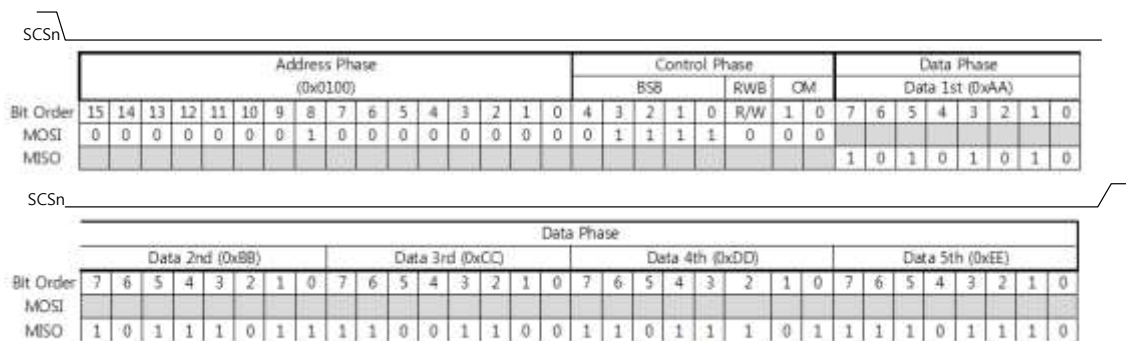 SCSn
Address Phase Control Phase Data Phase
(0x0100) BSB RWB OM Data 1st (0xAA)
Bit Order 15 14 13 12 11 10 9 8 7 6 5 4 3 2 1 0 4 3 2 1 0 R/W 1 0 7 6 5 4 3 2 1 0
MOSI 0 0 0 0 0 0 0 1 0 0 0 0 0 0 0 0 0 1 1 1 1 0 0 0
MISO 1 0 1 0 1 0 1 0
SCSn
Data Phase
Data 2nd (0xBB) Data 3rd (0xCC) Data 4th (0xDD) Data 5th (0xEE)
Bit Order 7 6 5 4 3 2 1 0 7 6 5 4 3 2 1 0 7 6 5 4 3 2 1 0 7 6 5 4 3 2 1 0
MOSI
MISO 1 0 1 1 1 0 1 1 1 1 0 0 1 1 0 0 1 1 0 1 1 1 0 1 1 1 1 0 1 1 1 0